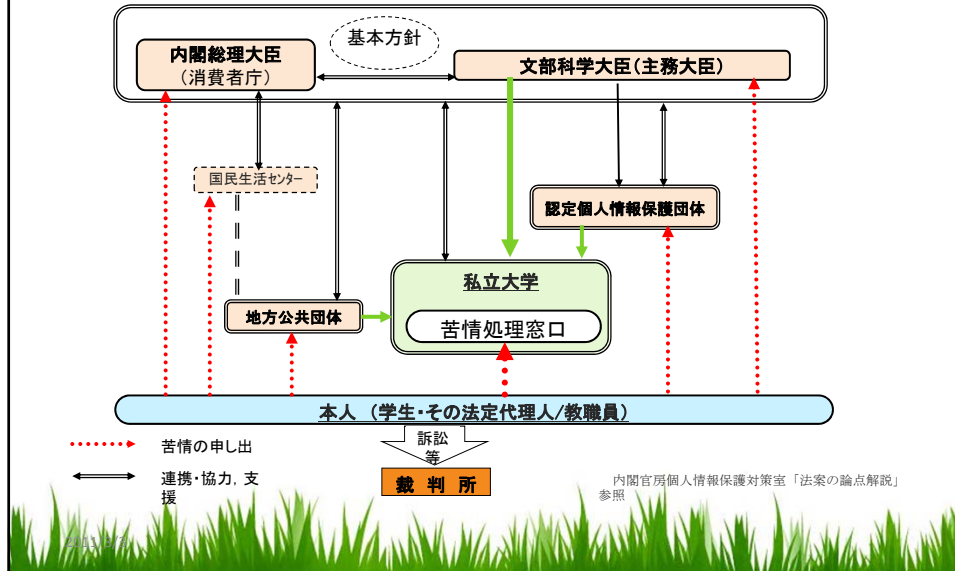 基本方針
内閣総理大臣
(消費者庁)
文部科学大臣(主務大臣)
国民生活センター
認定個人情報保護団体
私立大学
苦情処理窓口
地方公共団体
本人 (学生・その法定代理人/教職員)
訴訟
等
裁判所
苦情の申し出
連携・協力, 支
援
内閣官房個人情報保護対策室「法案の論点解説」
参照